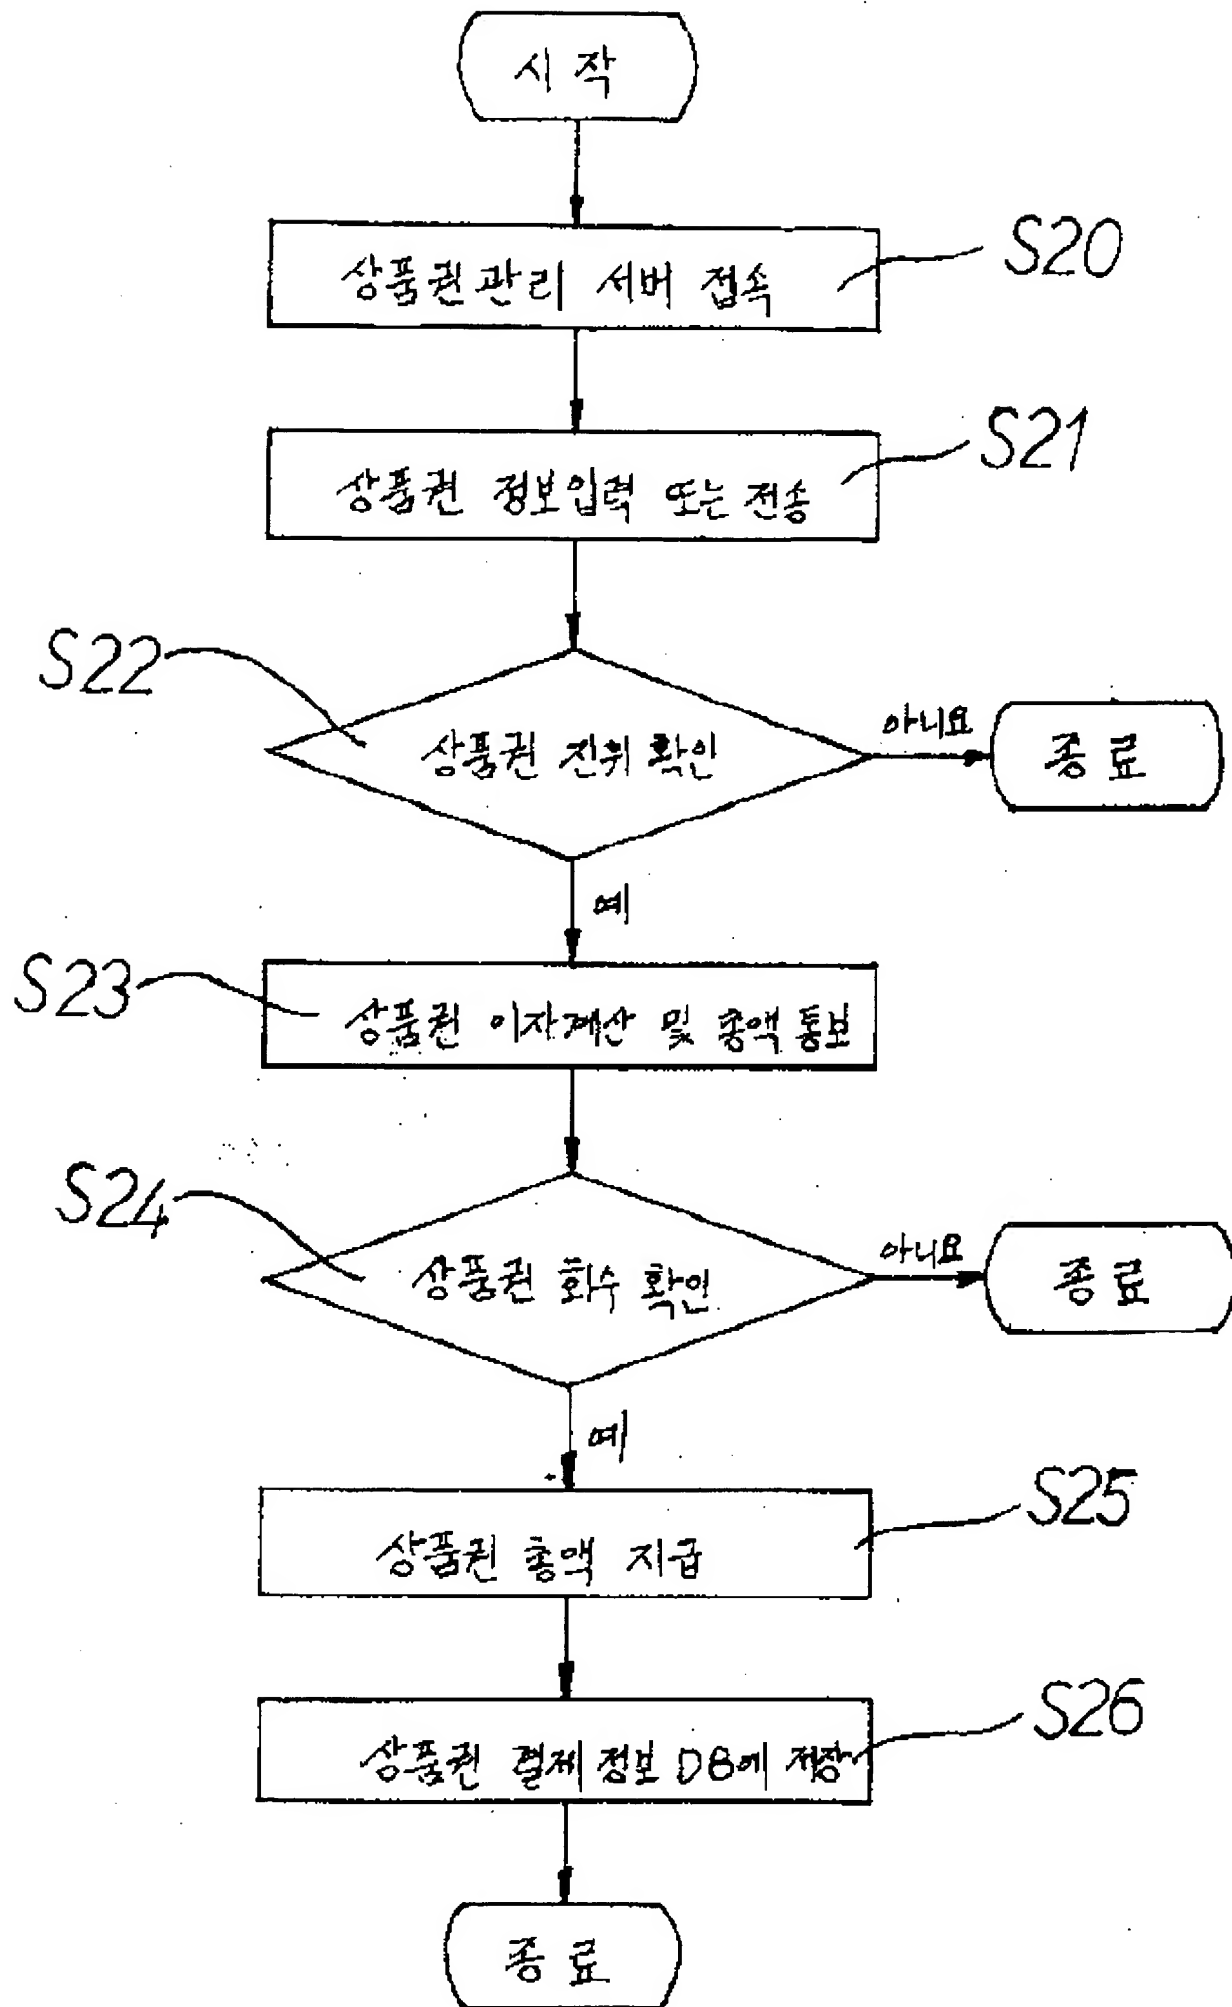 시작
상품권관리 서버 접속
S20
상품권 정보입력 또는 전송
S21
S22
상품권 진위 확인
아니요
종료
예
S23
상품권 이자계산 및 총액통보
S24
상품권 회수 확인
아니요
종료
예
상품권 총액 지급
S25
상품권 결제 정보 DB에 저장
S26
종료